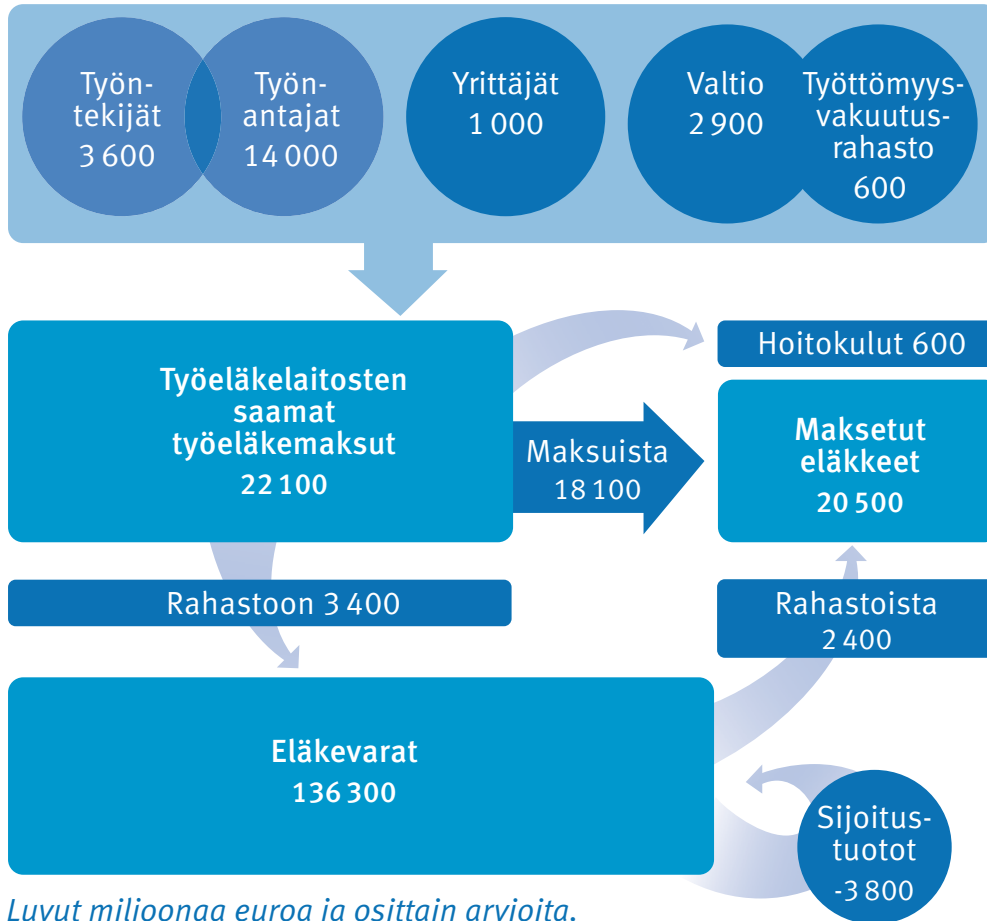 Työn-
tekijät
3 600
Työn-
antajat
14 000
Yrittäjät
1 000
Valtio
2 900
Työttömyys-
vakuutus-
rahasto
600
Työeläkelaitosten
saamat
työeläkemaksut
22 100
Hoitokulut 600
Maksuista
18 100
Maksetut
eläkkeet
20 500
Rahastoon 3 400
Rahastoista
2 400
Eläkevarat
136 300
Sijoitus-
tuotot
-3 800
Luvut miljoonaa euroa ja osittain arvioita.